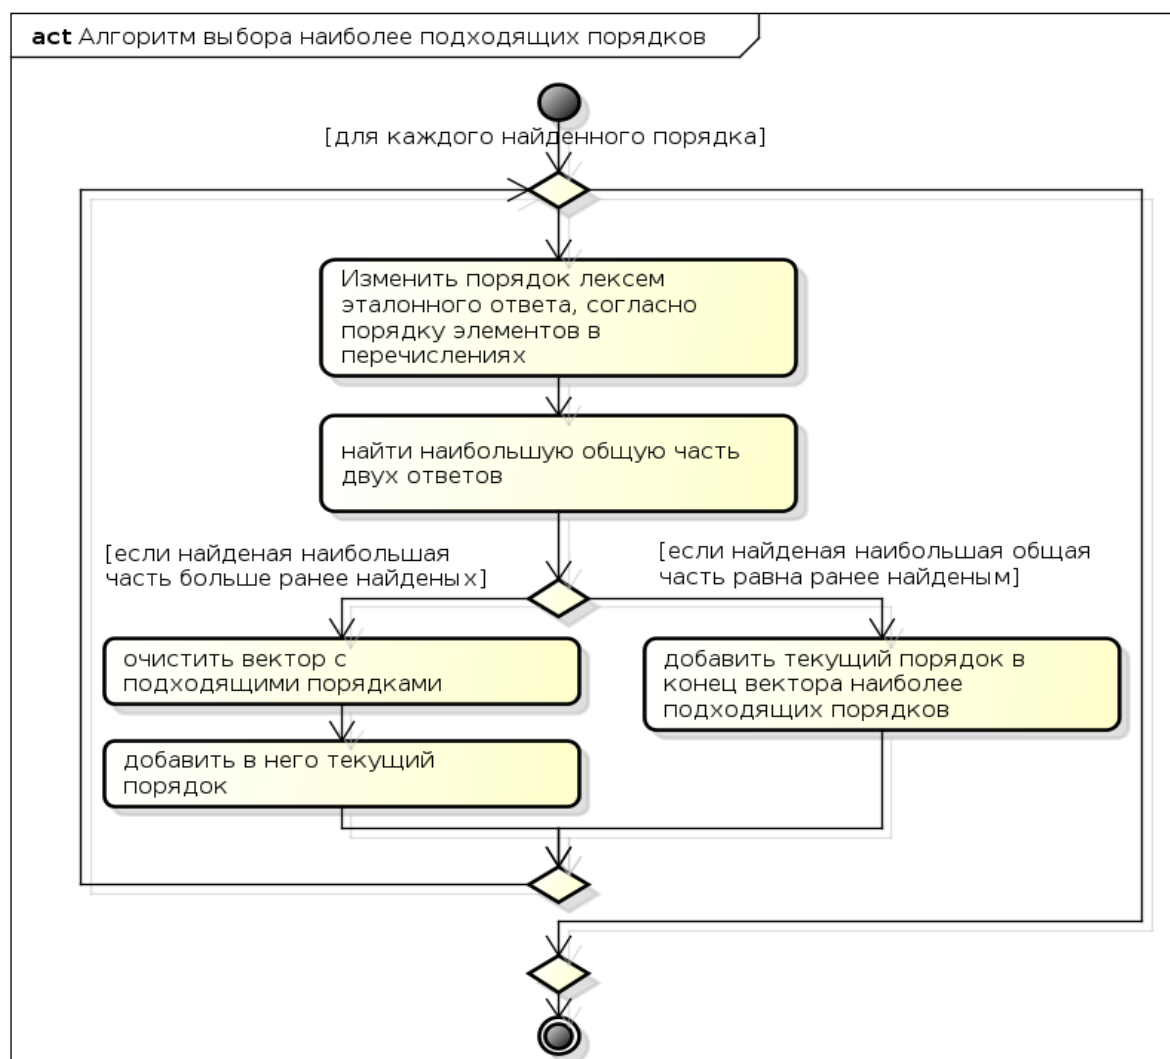 act Алгоритм выбора наиболее подходящих порядков
[для каждого найденного порядка]
Изменить порядок лексем
эталонного ответа, согласно
порядку элементов в
перечислениях
найти наибольшую общую часть
двух ответов
[если найденая наибольшая
часть больше ранее найденых]
[если найденая наибольшая общая
часть равна ранее найденым]
очистить вектор с
подходящими порядками
добавить текущий порядок в
конец вектора наиболее
подходящих порядков
добавить в него текущий
порядок